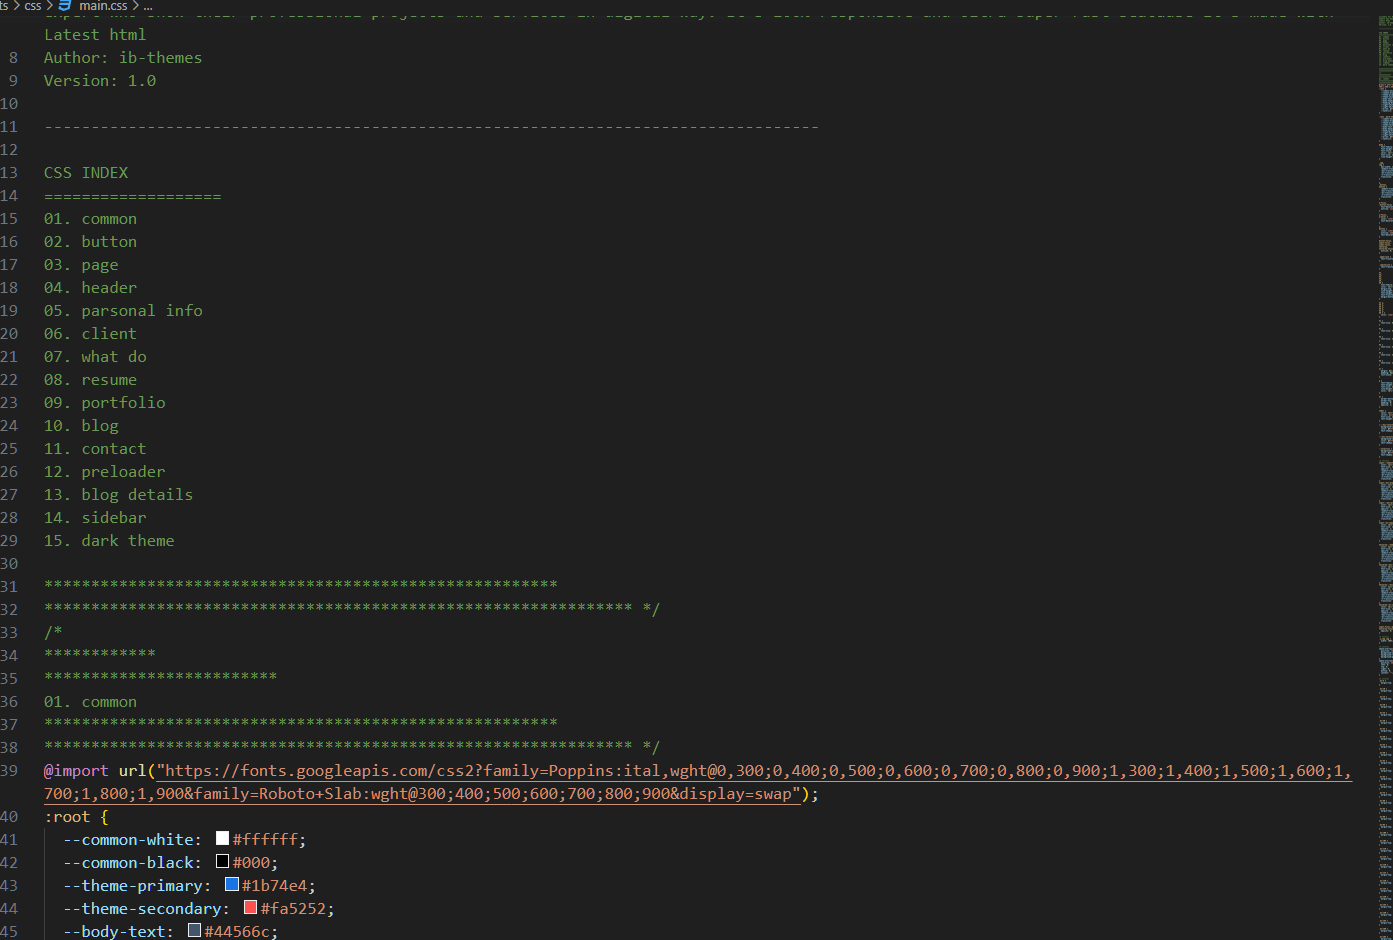 ts > css > main.css > ...
Latest html
8 Author: ib-themes
9 Version: 1.0
10
11 -----------------------------------------------------------------------------------
12
13 CSS INDEX
14 ===================
15 01. common
16 02. button
17 03. page
18 04. header
19 05. parsonal info
20 06. client
21 07. what do
22 08. resume
23 09. portfolio
24 10. blog
25 11. contact
26 12. preloader
27 13. blog details
28 14. sidebar
29 15. dark theme
30
31 *******************************************************
32 *************************************************************** */
33 /*
34 ************
35 *************************
36 01. common
37 *******************************************************
38 *************************************************************** */
39 @import url("https://fonts.googleapis.com/css2?family=Poppins:ital,wght@0,300;0,400;0,500;0,600;0,700;0,800;0,900;1,300;1,400;1,500;1,600;1,
700;1,800;1,900&family=Roboto+Slab:wght@300;400;500;600;700;800;900&display=swap");
40 :root {
41 --common-white: #ffffff;
42 --common-black: #000;
43 --theme-primary: #1b74e4;
44 --theme-secondary: #fa5252;
45 --body-text: #44566c;